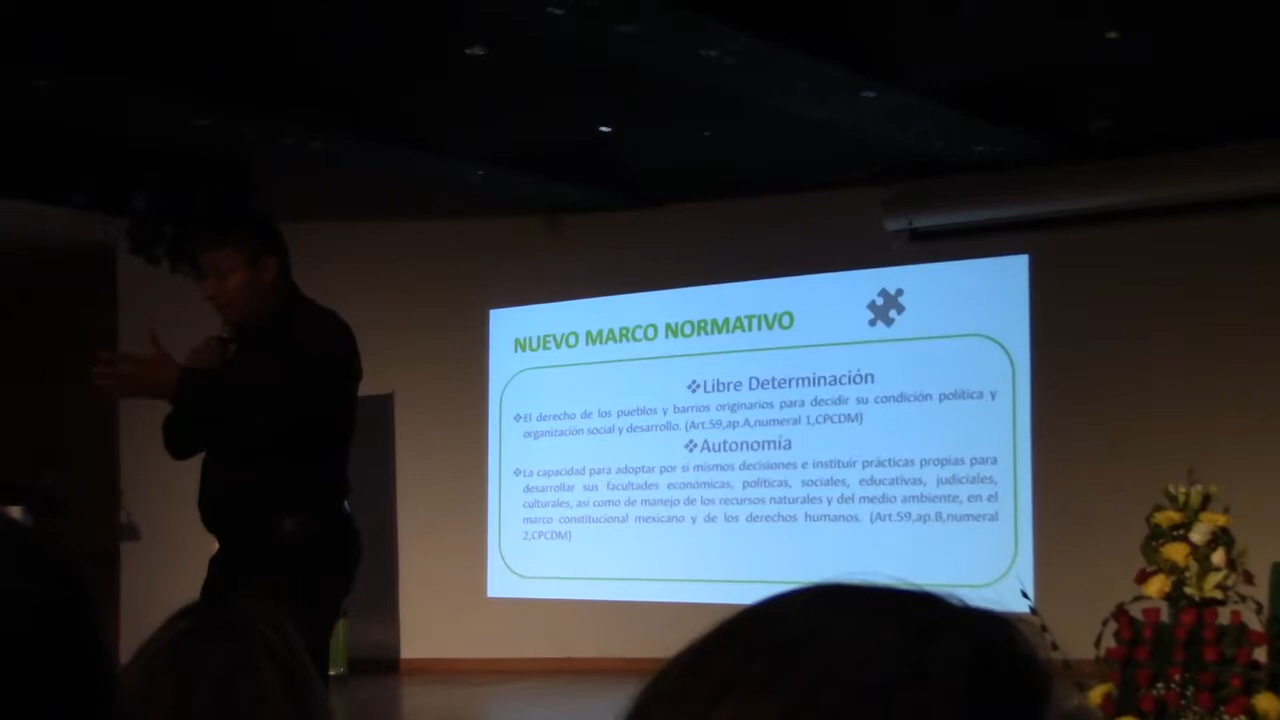 NUEVO MARCO NORMATIVO
❖Libre Determinación
❖El derecho de los pueblos y barrios originarios para decidir su condición política y
organización social y desarrollo. (Art.59,ap.A,numeral 1,CPCDM)
❖Autonomía
❖La capacidad para adoptar por sí mismos decisiones e instituir prácticas propias para
desarrollar sus facultades económicas, políticas, sociales, educativas, judiciales,
culturales, así como de manejo de los recursos naturales y del medio ambiente, en el
marco constitucional mexicano y de los derechos humanos. (Art.59,ap.B,numeral
2,CPCDM)